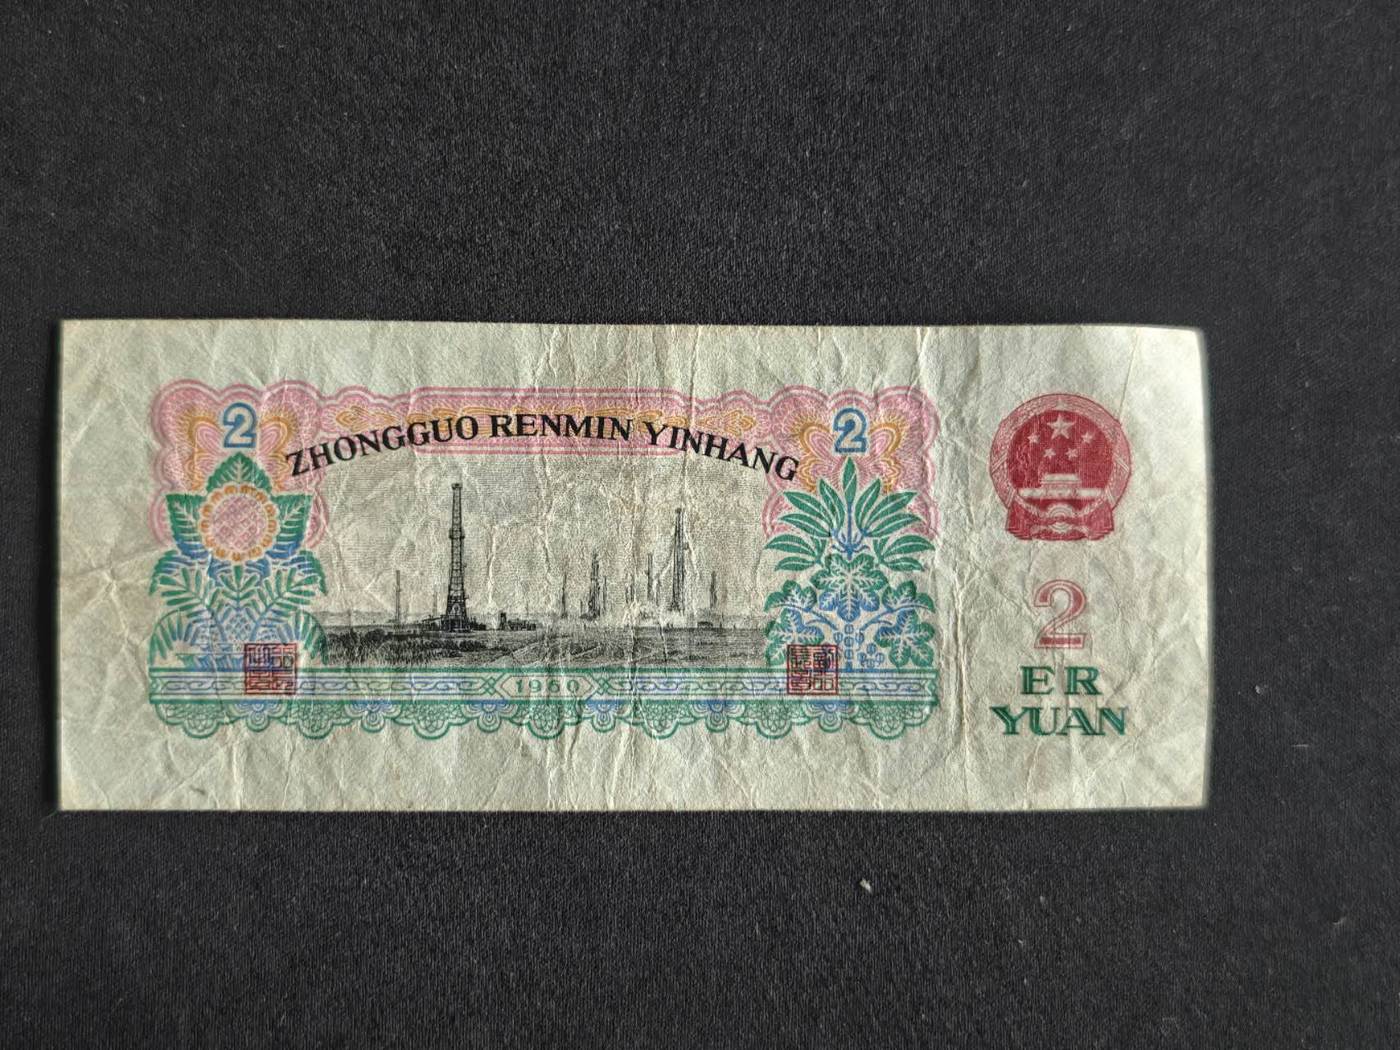 2
2
ZHONGGUO RENMIN YINHANG
1960
2
ER
YUAN